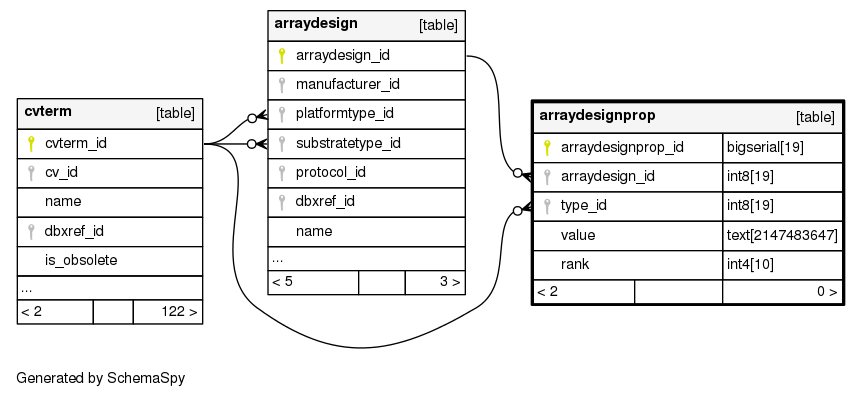 arraydesign [table]
arraydesign_id
manufacturer_id
platformtype_id
substratetype_id
protocol_id
dbxref_id
name
...
< 5 3 >
cvterm [table]
cvterm_id
cv_id
name
dbxref_id
is_obsolete
...
< 2 122 >
arraydesignprop [table]
arraydesignprop_id bigserial[19]
arraydesign_id int8[19]
type_id int8[19]
value text[2147483647]
rank int4[10]
< 2 0 >
Generated by SchemaSpy